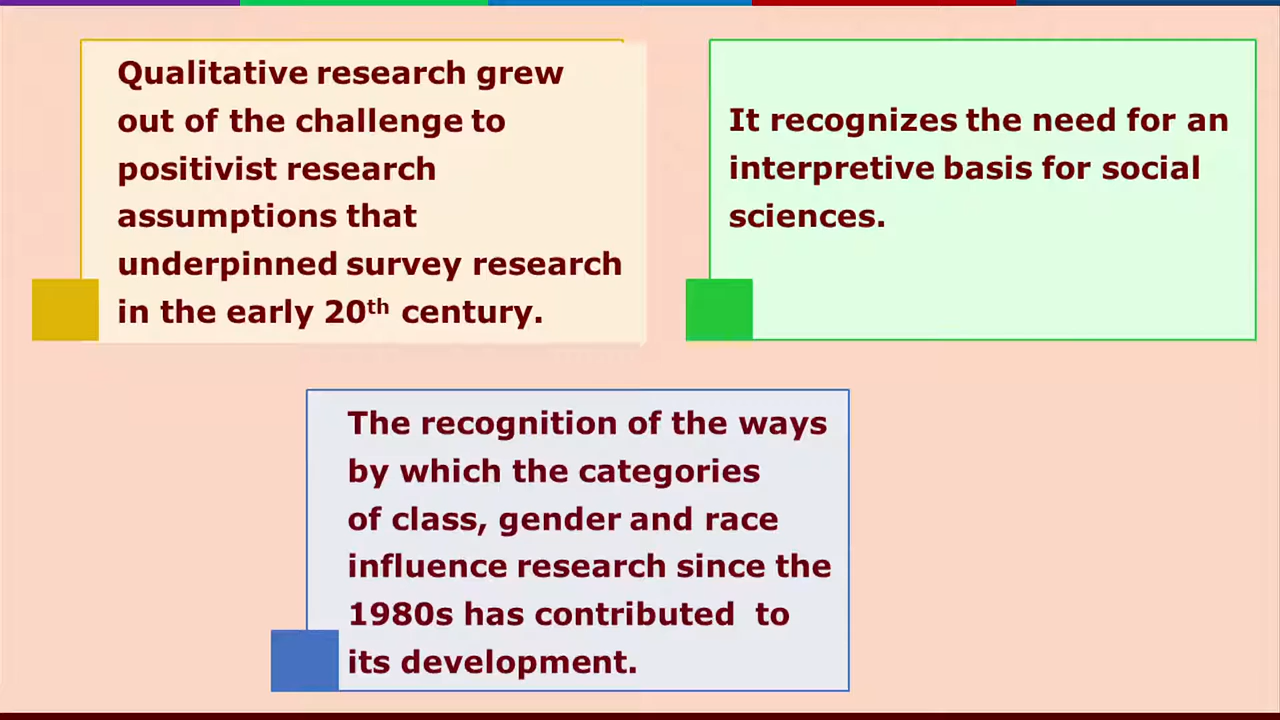 Qualitative research grew
out of the challenge to
positivist research
assumptions that
underpinned survey research
in the early 20th century.
It recognizes the need for an
interpretive basis for social
sciences.
The recognition of the ways
by which the categories
of class, gender and race
influence research since the
1980s has contributed  to
its development.